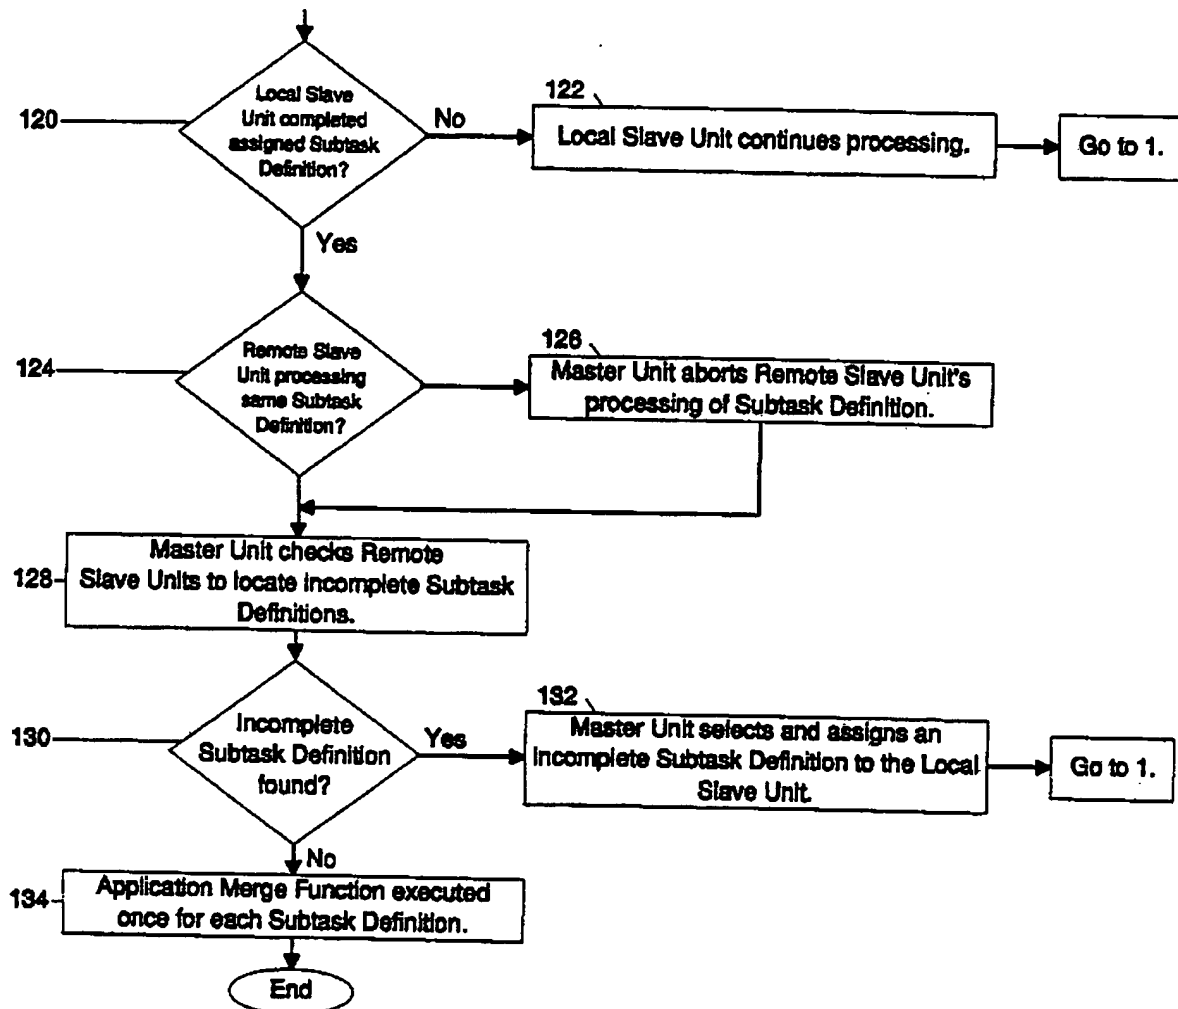 120
Local Slave
Unit completed
assigned Subtask
Definition?
No
122
Local Slave Unit continues processing.
Go to 1.
Yes
124
Remote Slave
Unit processing
same Subtask
Definition?
126
Master Unit aborts Remote Slave Unit's
processing of Subtask Definition.
128
Master Unit checks Remote
Slave Units to locate incomplete Subtask
Definitions.
130
Incomplete
Subtask Definition
found?
Yes
132
Master Unit selects and assigns an
incomplete Subtask Definition to the Local
Slave Unit.
Go to 1.
No
134
Application Merge Function executed
once for each Subtask Definition.
End